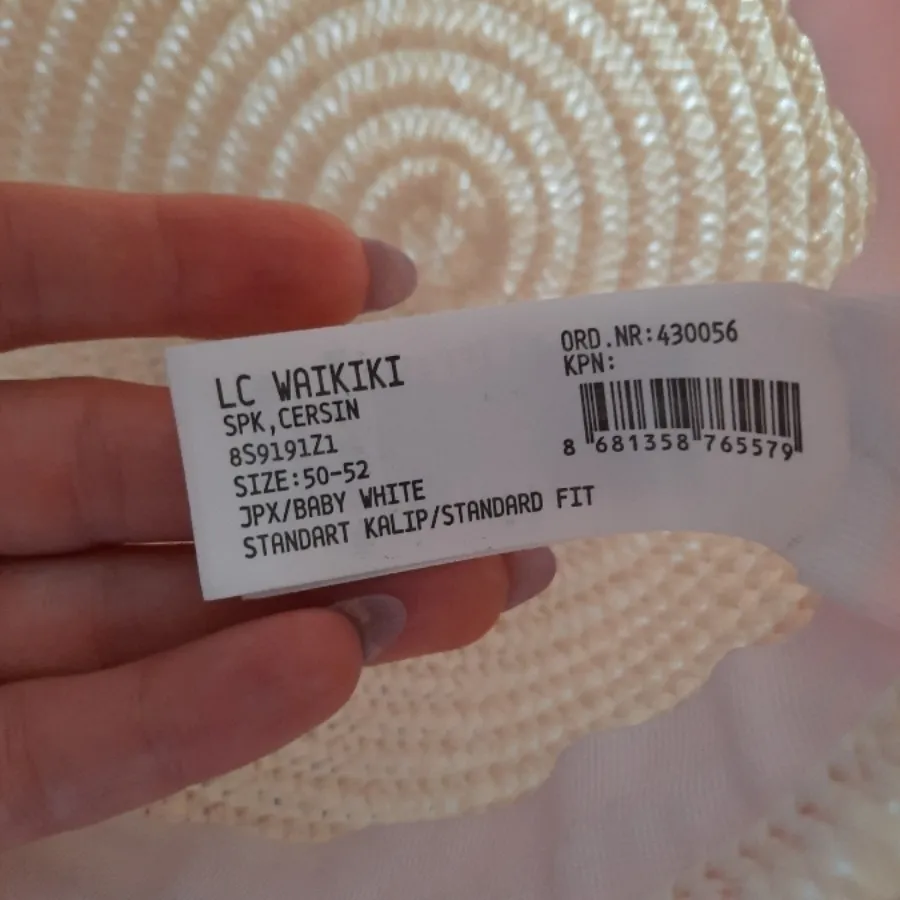 LC WAIKIKI
SPK,CERSIN
8S9191Z1
SIZE:50-52
JPX/BABY WHITE
STANDART KALIP/STANDARD FIT
ORD.NR:430056
KPN:
8 681358 765579